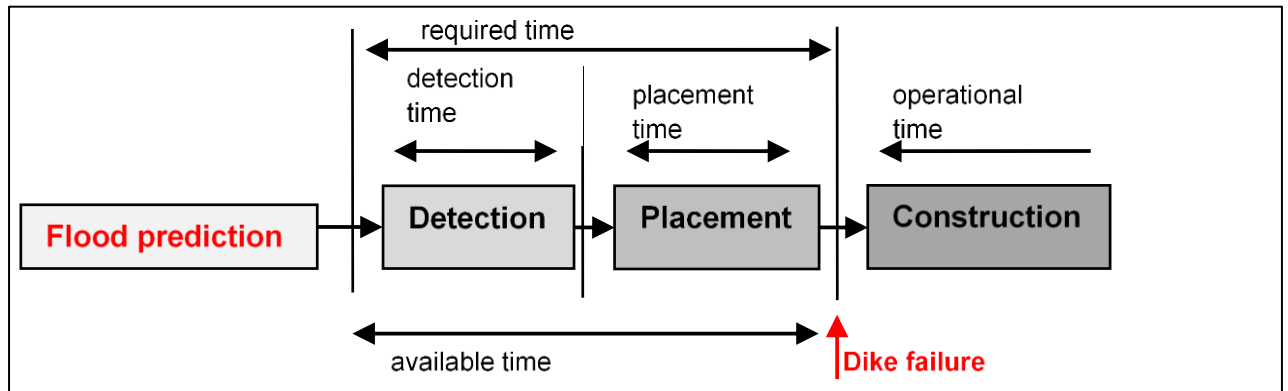 required time
detection
time
placement
time
operational
time
Flood prediction
Detection
Placement
Construction
available time
Dike failure